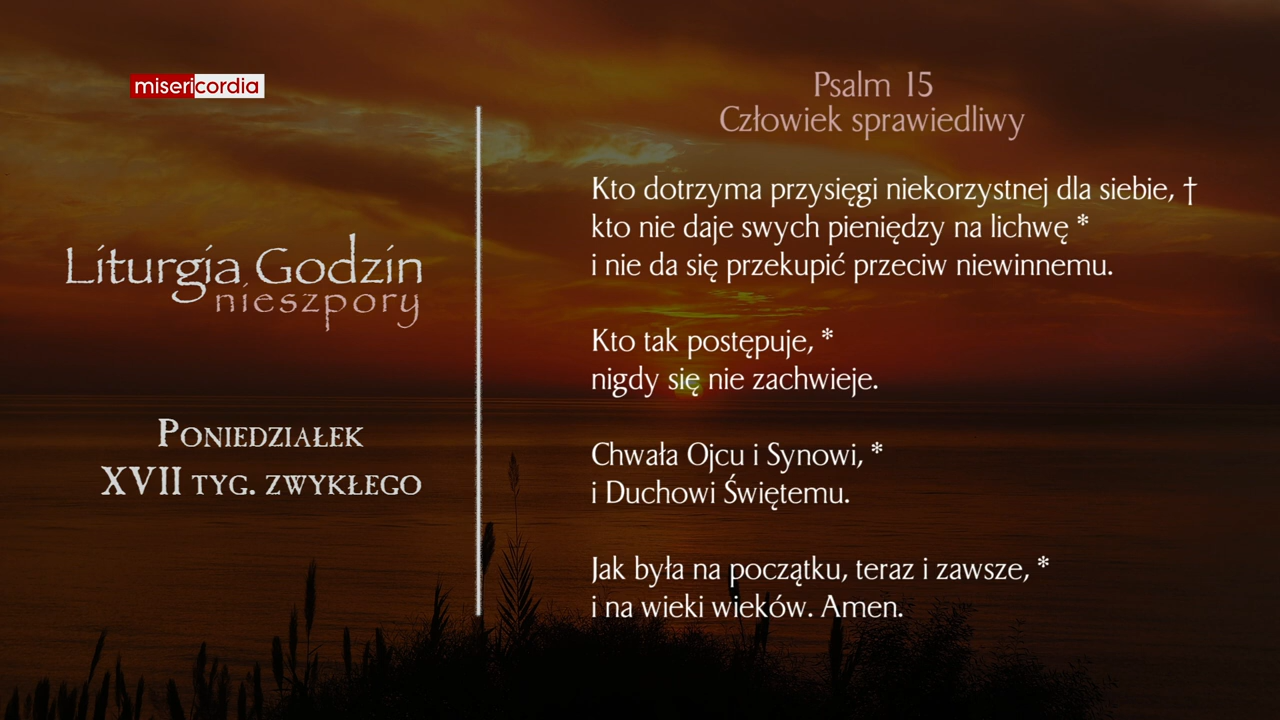 misericordia
Liturgia Godzin
nieszpory
Poniedziałek
XVII tyg. zwykłego
Psalm 15
Człowiek sprawiedliwy
Kto dotrzyma przysięgi niekorzystnej dla siebie, †
kto nie daje swych pieniędzy na lichwę *
i nie da się przekupić przeciw niewinnemu.
Kto tak postępuje, *
nigdy się nie zachwieje.
Chwała Ojcu i Synowi, *
i Duchowi Świętemu.
Jak była na początku, teraz i zawsze, *
i na wieki wieków. Amen.